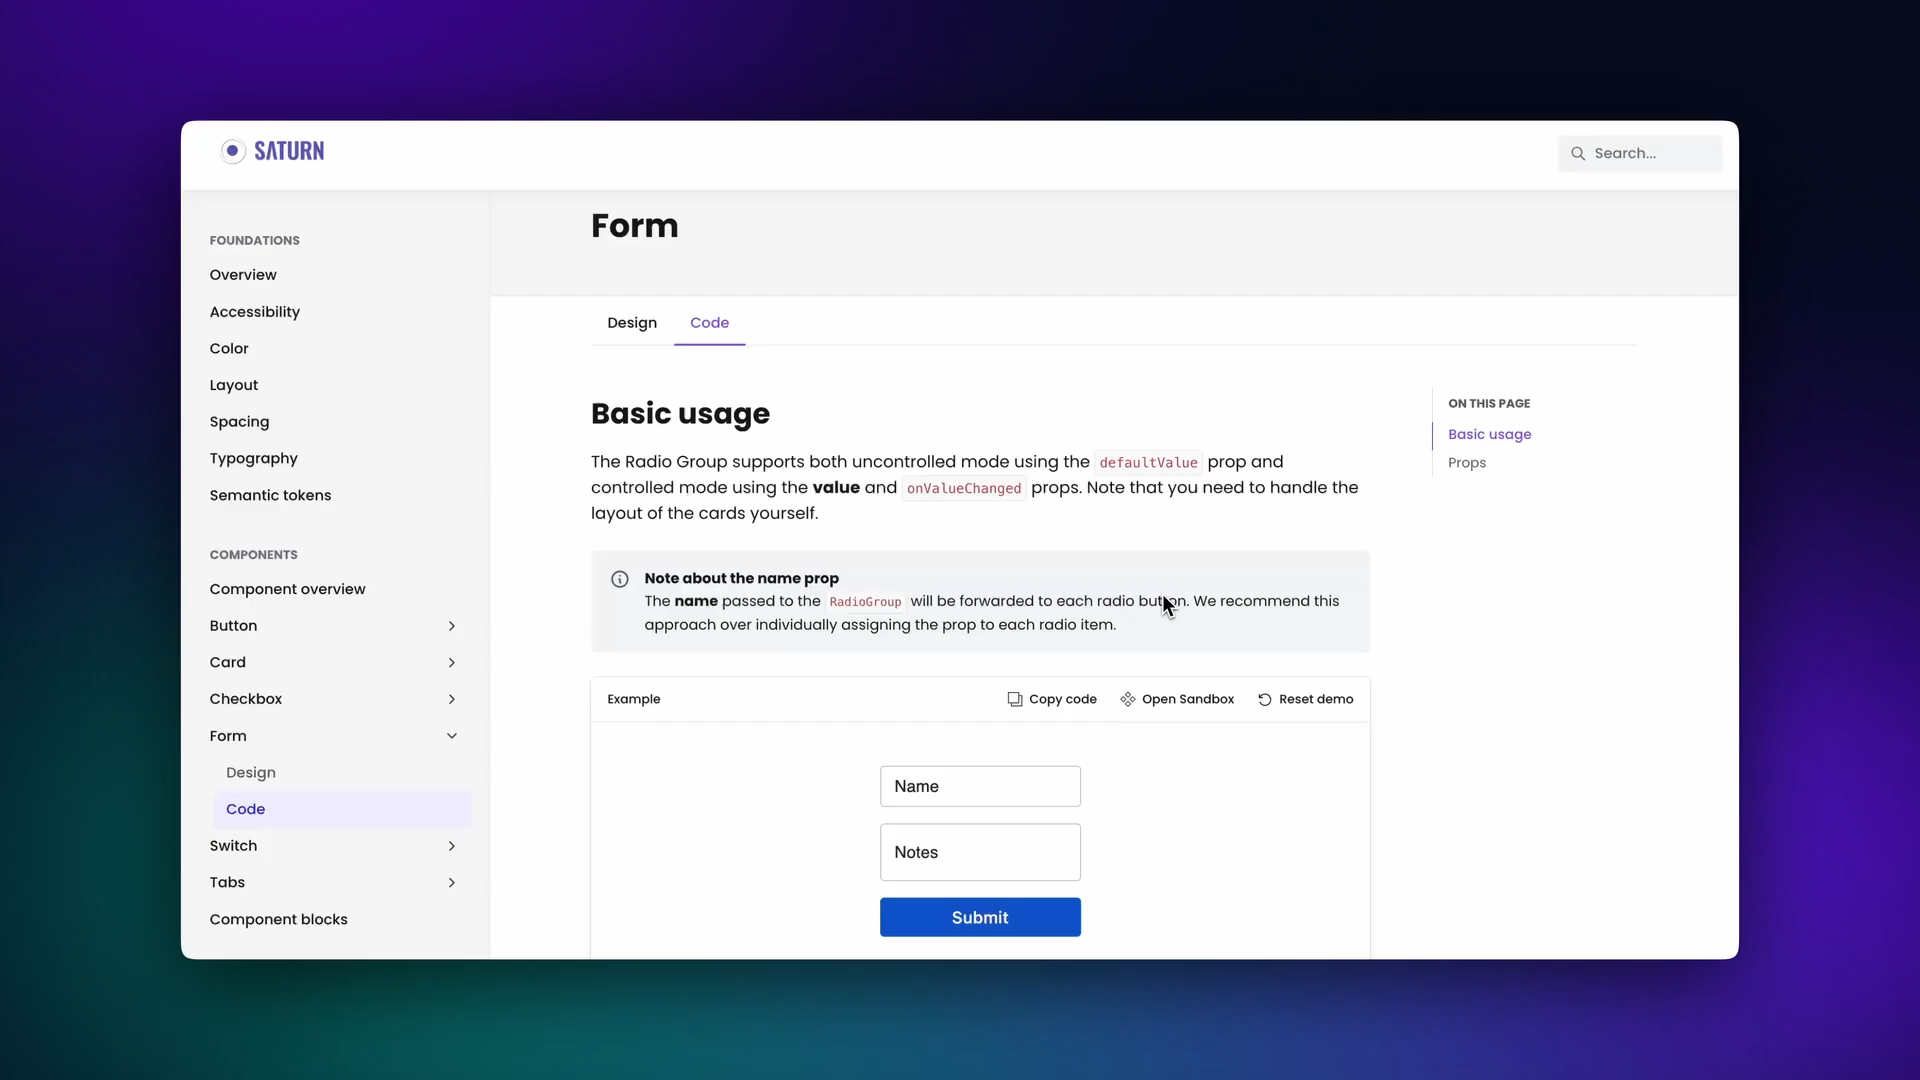 SATURN
Search...
FOUNDATIONS
Overview
Accessibility
Color
Layout
Spacing
Typography
Semantic tokens
COMPONENTS
Component overview
Button
Card
Checkbox
Form
Design
Code
Switch
Tabs
Component blocks
Form
Design Code
Basic usage
The Radio Group supports both uncontrolled mode using the defaultValue prop and
controlled mode using the value and onValueChanged props. Note that you need to handle the
layout of the cards yourself.
Note about the name prop
The name passed to the RadioGroup will be forwarded to each radio button. We recommend this
approach over individually assigning the prop to each radio item.
Example Copy code Open Sandbox Reset demo
Name
Notes
Submit
ON THIS PAGE
Basic usage
Props